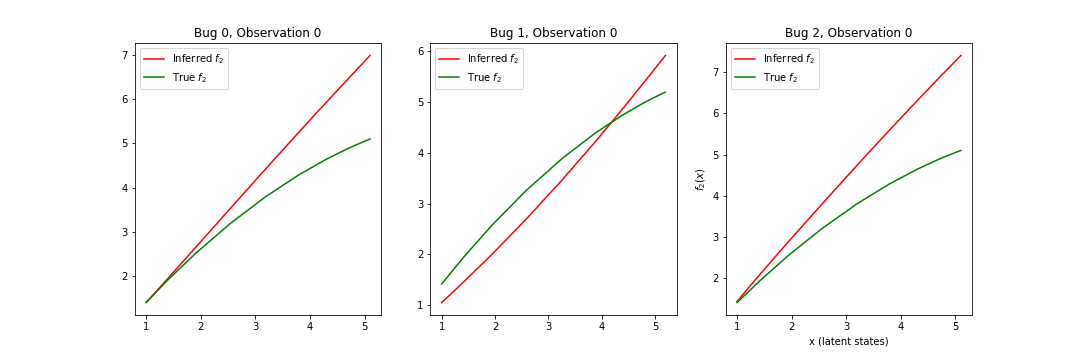 Bug 0, Observation 0
Inferred f₂
True f₂
7
6
5
4
3
2
1 2 3 4 5
Bug 1, Observation 0
Inferred f₂
True f₂
6
5
4
3
2
1
1 2 3 4 5
Bug 2, Observation 0
Inferred f₂
True f₂
f₂(x)
7
6
5
4
3
2
1 2 3 4 5
x (latent states)